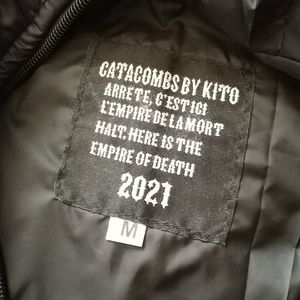 CATACOMBS BY KITO
ARRETE, C'EST ICI
L'EMPIRE DE LA MORT
HALT, HERE IS THE
EMPIRE OF DEATH
2021
M